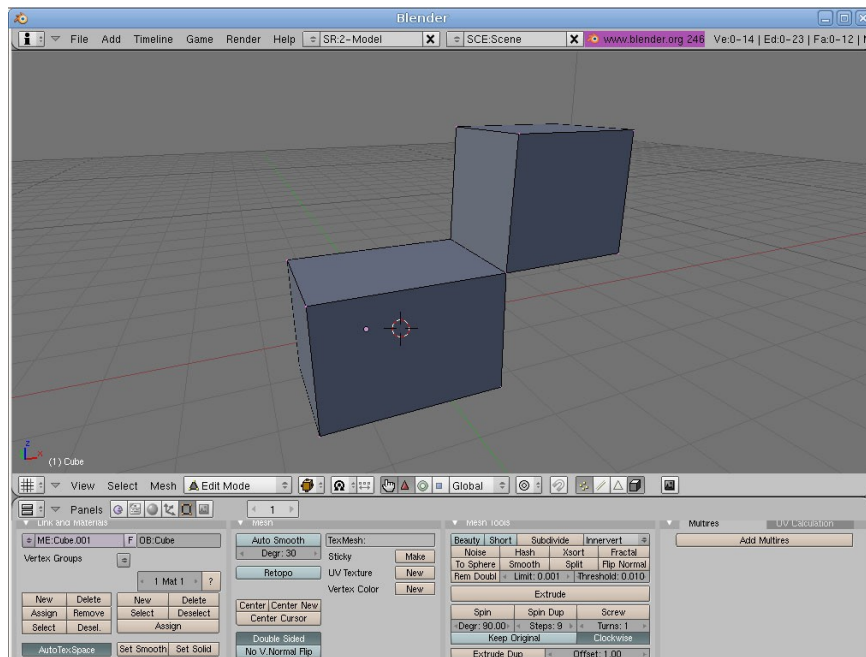 Blender
File Add Timeline Game Render Help SR:2-Model SCE:Scene www.blender.org 246 Ve:0-14 | Ed:0-23 | Fa:0-12 |
z
x
(1) Cube
View Select Mesh Edit Mode Global
Panels 1
Link and Materials Mesh Mesh Tools Multires UV Calculation
ME:Cube.001 F OB:Cube Auto Smooth TexMesh: Beauty Short Subdivide Innervert Add Multires
Vertex Groups Degr: 30 Sticky Make Noise Hash Xsort Fractal
Retopo UV Texture New To Sphere Smooth Split Flip Normal
1 Mat 1 ? Vertex Color New Rem Doubl Limit: 0.001 Threshold: 0.010
Extrude
New Delete New Delete Center Center New Spin Spin Dup Screw
Assign Remove Select Deselect Center Cursor Degr: 90.00 Steps: 9 Turns: 1
Select Desel. Assign Double Sided Keep Original Clockwise
AutoTexSpace Set Smooth Set Solid No V.Normal Flip Extrude Dup Offset: 1.00